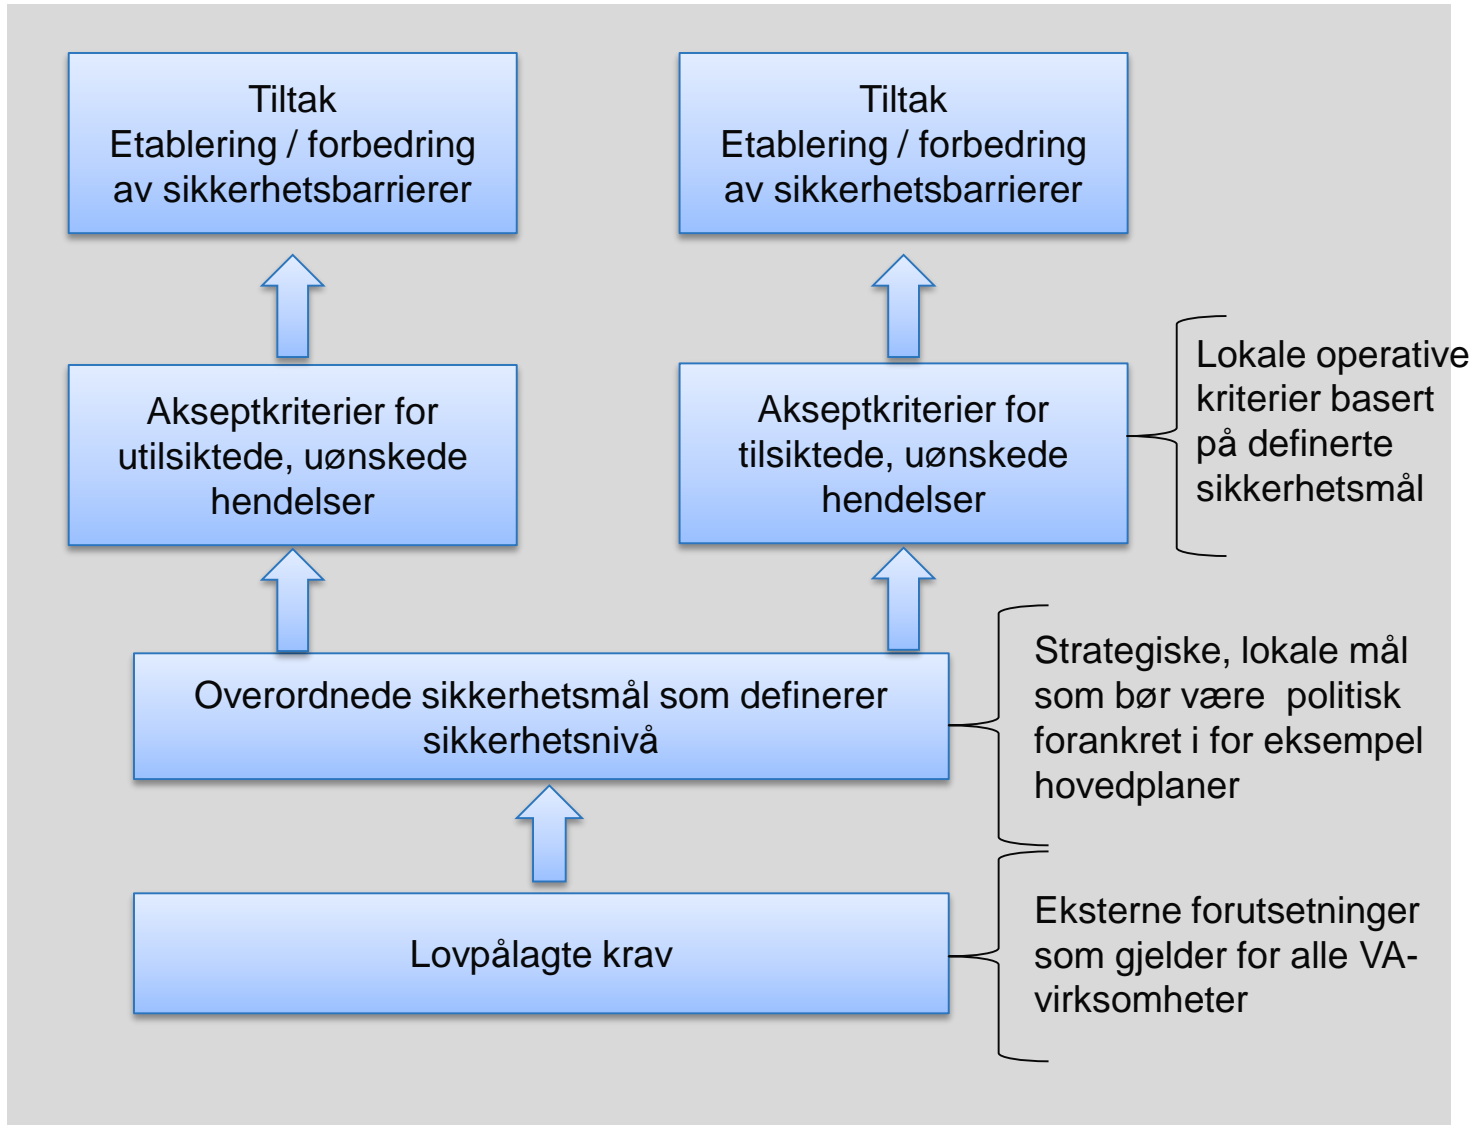 Tiltak
Etablering / forbedring
av sikkerhetsbarrierer
Tiltak
Etablering / forbedring
av sikkerhetsbarrierer
Akseptkriterier for
utilsiktede, uønskede
hendelser
Akseptkriterier for
tilsiktede, uønskede
hendelser
Lokale operative
kriterier basert
på definerte
sikkerhetsmål
Overordnede sikkerhetsmål som definerer
sikkerhetsnivå
Strategiske, lokale mål
som bør være politisk
forankret i for eksempel
hovedplaner
Lovpålagte krav
Eksterne forutsetninger
som gjelder for alle VA-
virksomheter